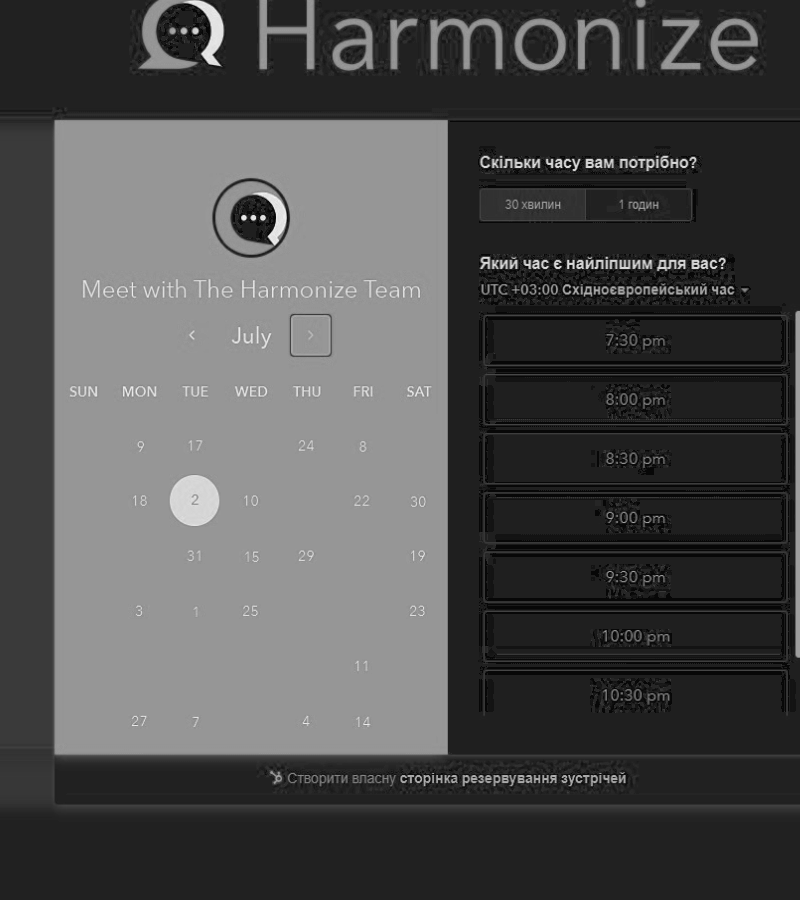 Harmonize
Meet with The Harmonize Team
July
SUN MON TUE WED THU FRI SAT
9 17 24 8
18 2 10 22 30
31 15 29 19
3 1 25 23
11
27 7 4 14
Скільки часу вам потрібно?
30 хвилин 1 годин
Який час є найліпшим для вас?
UTC +03:00 Східноєвропейський час
7:30 pm
8:00 pm
8:30 pm
9:00 pm
9:30 pm
10:00 pm
10:30 pm
Створити власну сторінка резервування зустрічей